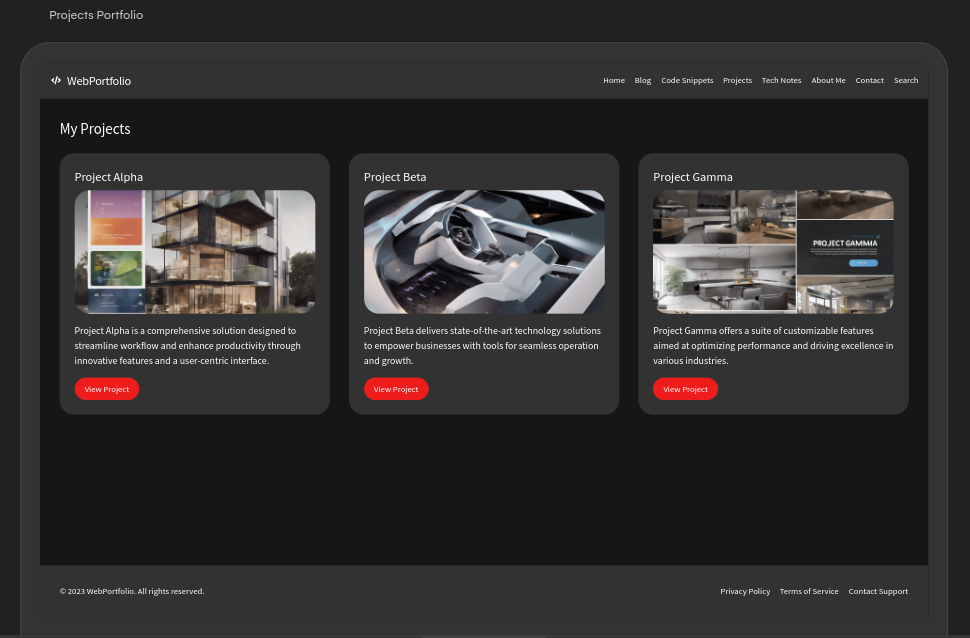 Projects Portfolio
WebPortfolio
Home Blog Code Snippets Projects Tech Notes About Me Contact Search
My Projects
Project Alpha
Project Alpha is a comprehensive solution designed to
streamline workflow and enhance productivity through
innovative features and a user-centric interface.
View Project
Project Beta
Project Beta delivers state-of-the-art technology solutions
to empower businesses with tools for seamless operation
and growth.
View Project
Project Gamma
PROJECT GAMMMA
Project Gamma offers a suite of customizable features
aimed at optimizing performance and driving excellence in
various industries.
View Project
© 2023 WebPortfolio. All rights reserved.
Privacy Policy Terms of Service Contact Support